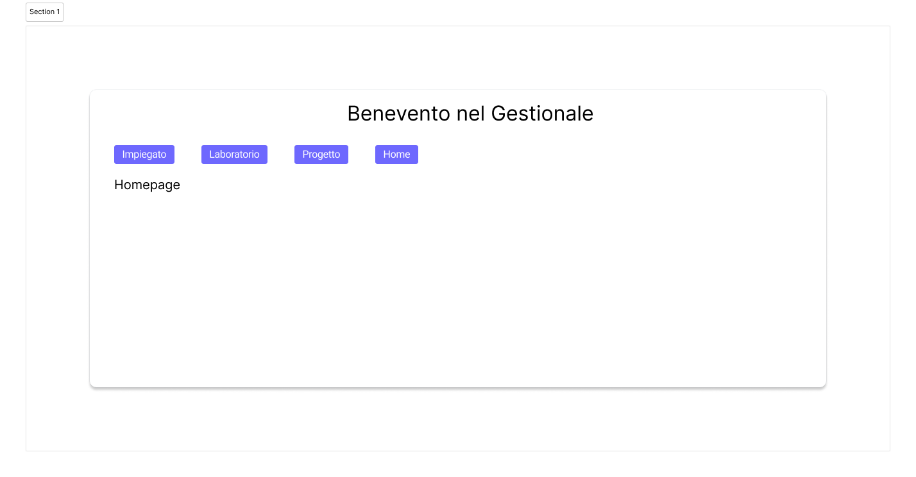 Section 1
Benevento nel Gestionale
Impiegato Laboratorio Progetto Home
Homepage